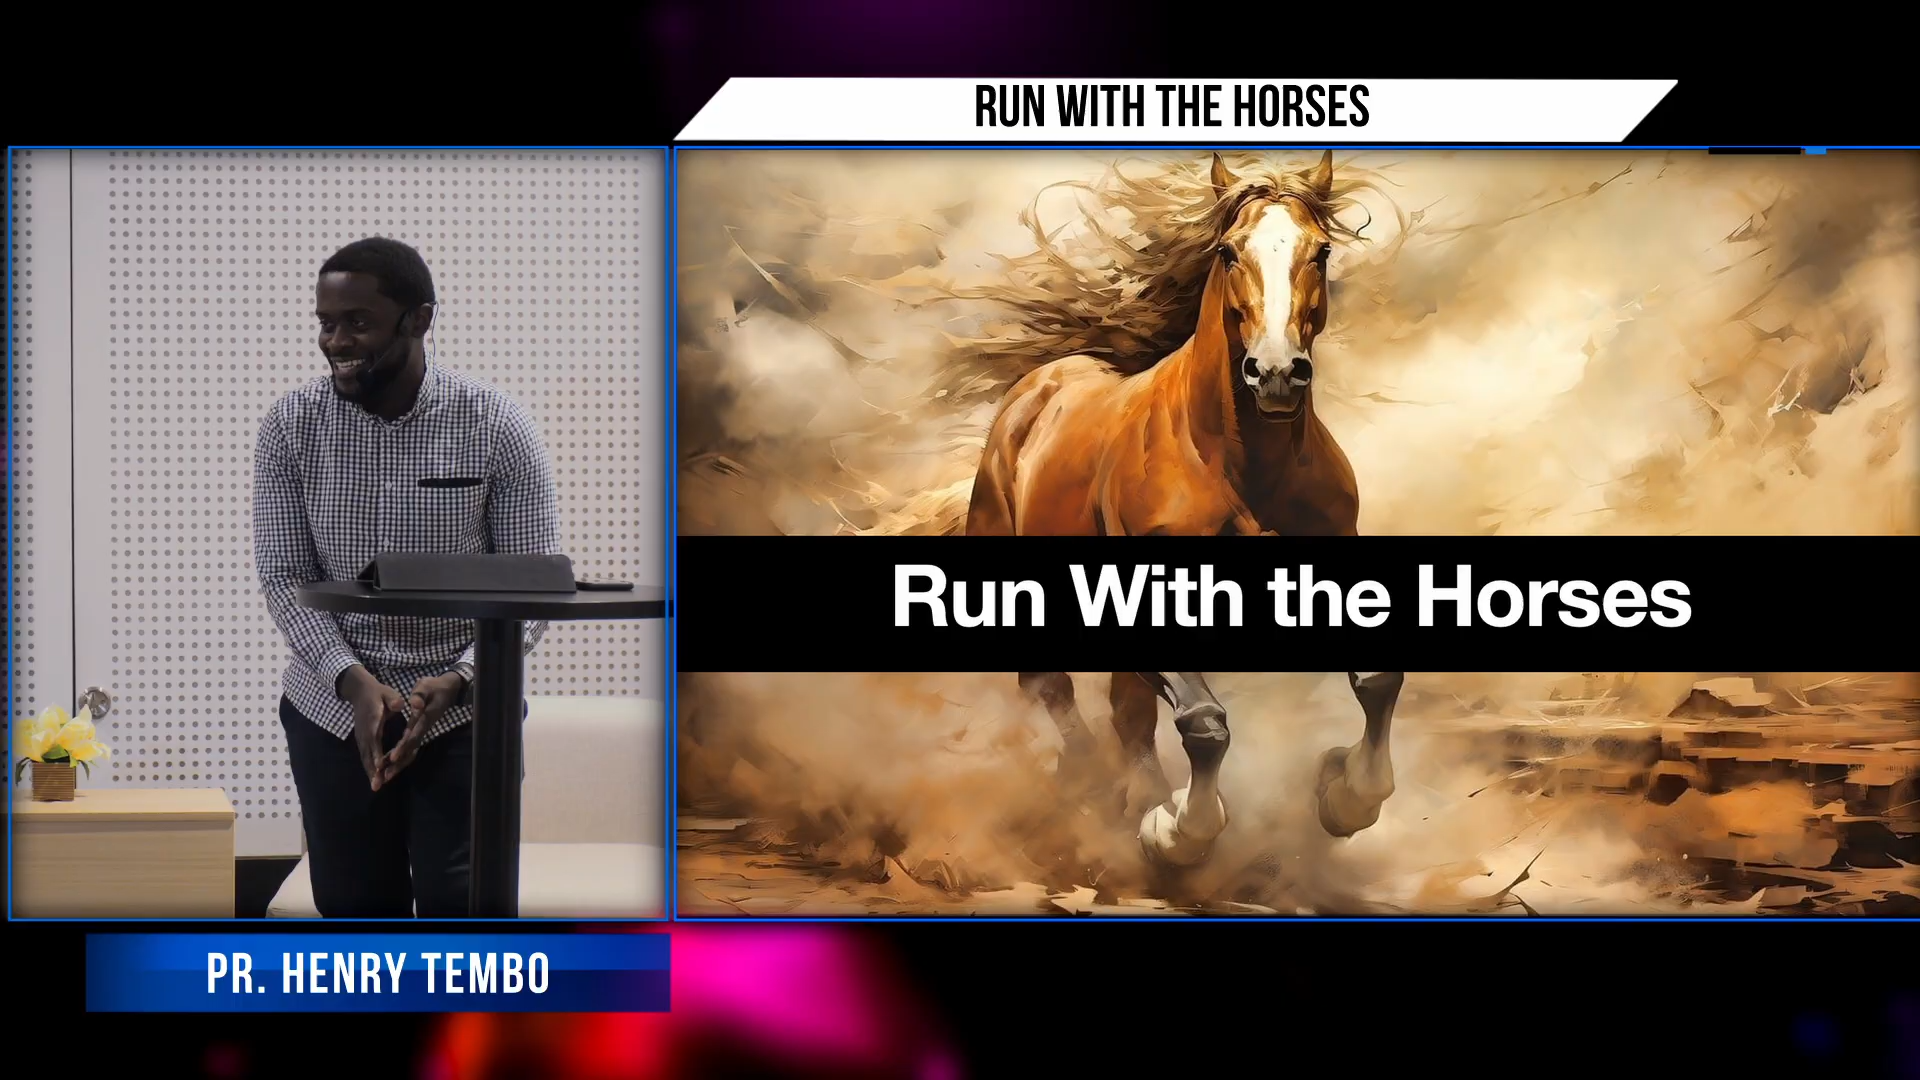 RUN WITH THE HORSES
Run With the Horses
PR. HENRY TEMBO